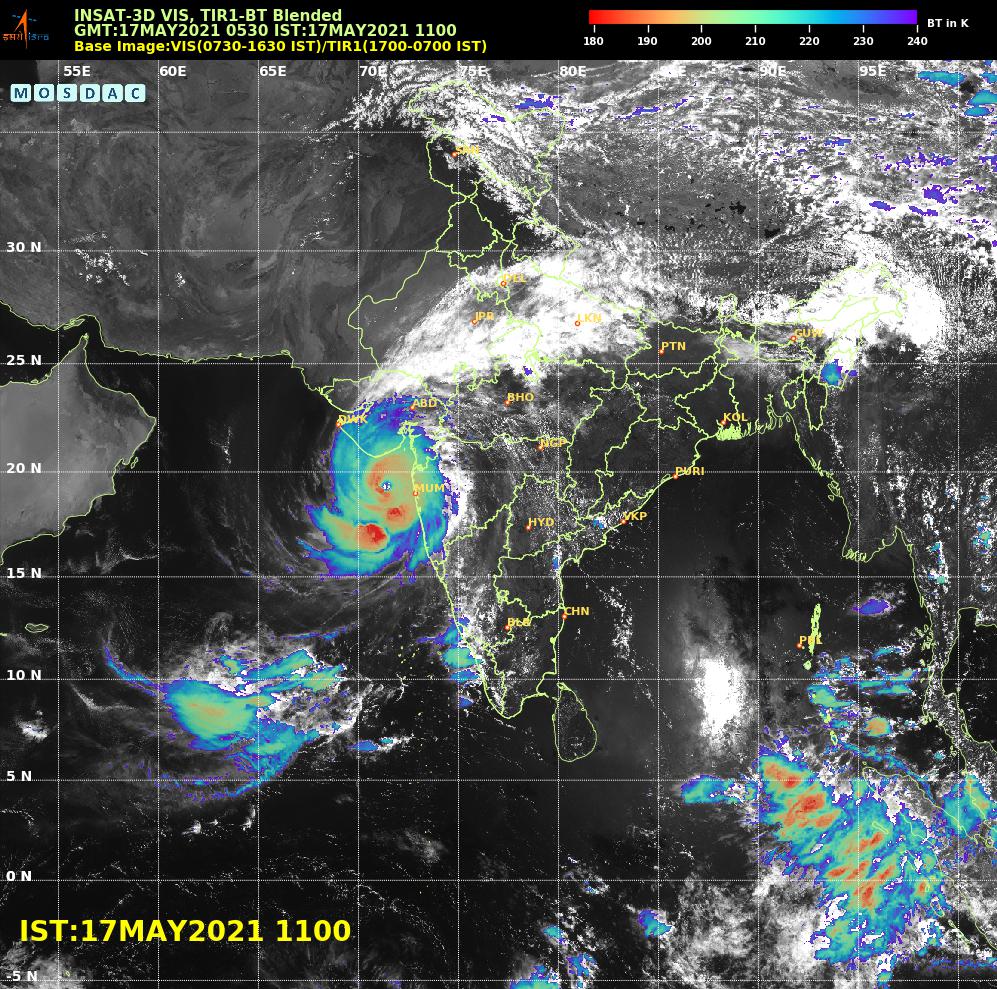 INSAT-3D VIS, TIR1-BT Blended
GMT:17MAY2021 0530 IST:17MAY2021 1100
Base Image:VIS(0730-1630 IST)/TIR1(1700-0700 IST)
BT in K
180 190 200 210 220 230 240
55E 60E 65E 70E 75E 80E 90E 95E
MOSDAC
SRN
30 N
DEL
JPR LKN
GUW
PTN
25 N
BHO
ABD
DWK
KOL
NGP
20 N
PURI
MUM
VKP
HYD
15 N
CHN
BLR
10 N
5 N
0 N
IST:17MAY2021 1100
-5 N